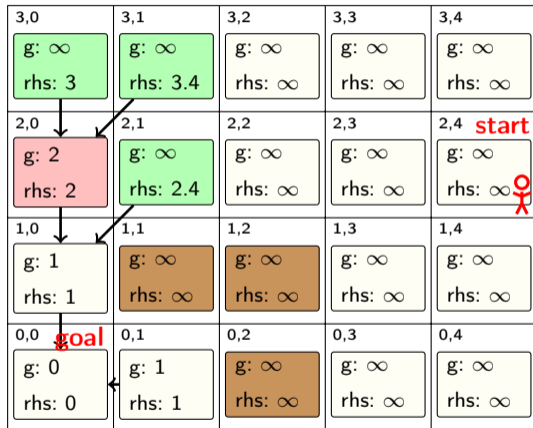 3,0 3,1 3,2 3,3 3,4
g: ∞ g: ∞ g: ∞ g: ∞ g: ∞
rhs: 3 rhs: 3.4 rhs: ∞ rhs: ∞ rhs: ∞
2,0 2,1 2,2 2,3 2,4 start
g: 2 g: ∞ g: ∞ g: ∞ g: ∞
rhs: 2 rhs: 2.4 rhs: ∞ rhs: ∞ rhs: ∞
1,0 1,1 1,2 1,3 1,4
g: 1 g: ∞ g: ∞ g: ∞ g: ∞
rhs: 1 rhs: ∞ rhs: ∞ rhs: ∞ rhs: ∞
0,0 goal 0,1 0,2 0,3 0,4
g: 0 g: 1 g: ∞ g: ∞ g: ∞
rhs: 0 rhs: 1 rhs: ∞ rhs: ∞ rhs: ∞